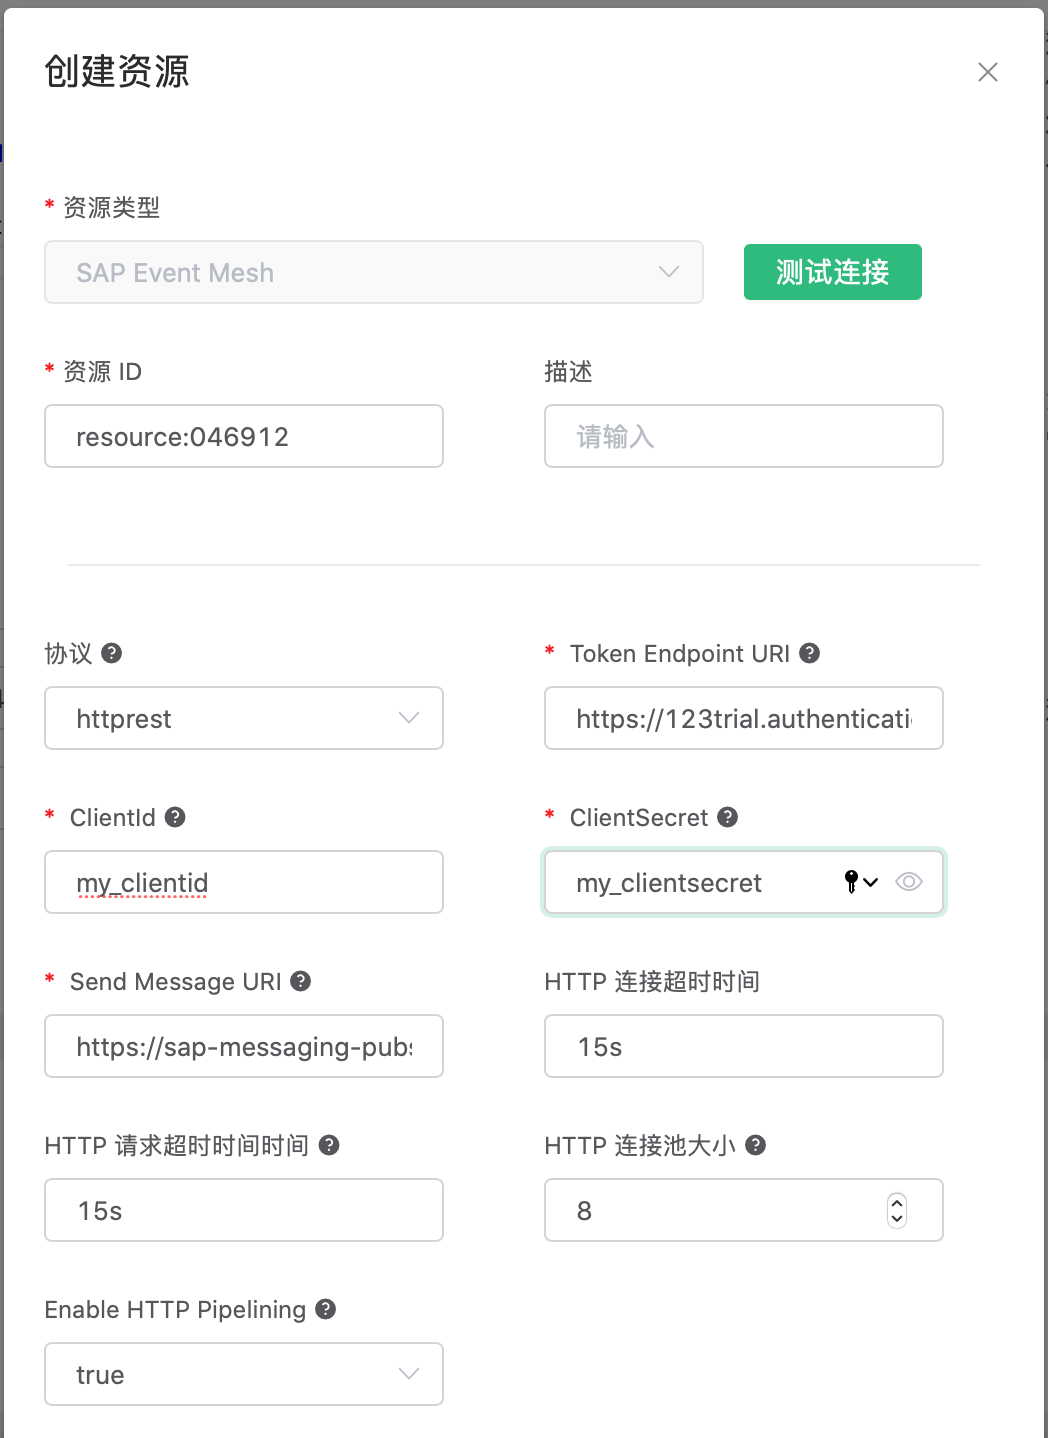 创建资源
* 资源类型
SAP Event Mesh
测试连接
* 资源 ID
描述
resource:046912
请输入
协议
* Token Endpoint URI
httprest
https://123trial.authenticati
* ClientId
* ClientSecret
my_clientid
my_clientsecret
* Send Message URI
HTTP 连接超时时间
https://sap-messaging-pubs
15s
HTTP 请求超时时间时间
HTTP 连接池大小
15s
8
Enable HTTP Pipelining
true